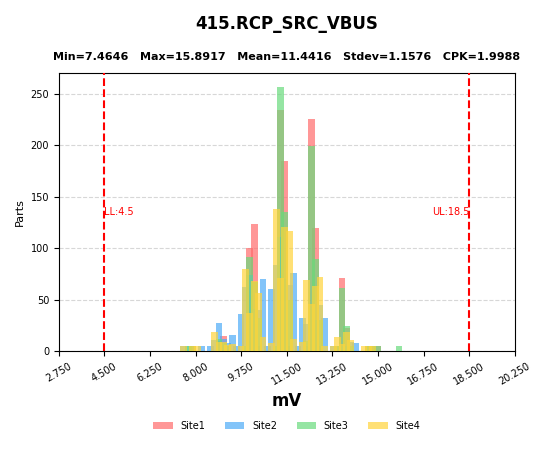 415.RCP_SRC_VBUS
Min=7.4646 Max=15.8917 Mean=11.4416 Stdev=1.1576 CPK=1.9988
250
200
150
100
50
0
Parts
LL:4.5
UL:18.5
2.750 4.500 6.250 8.000 9.750 11.500 13.250 15.000 16.750 18.500 20.250
mV
Site1 Site2 Site3 Site4